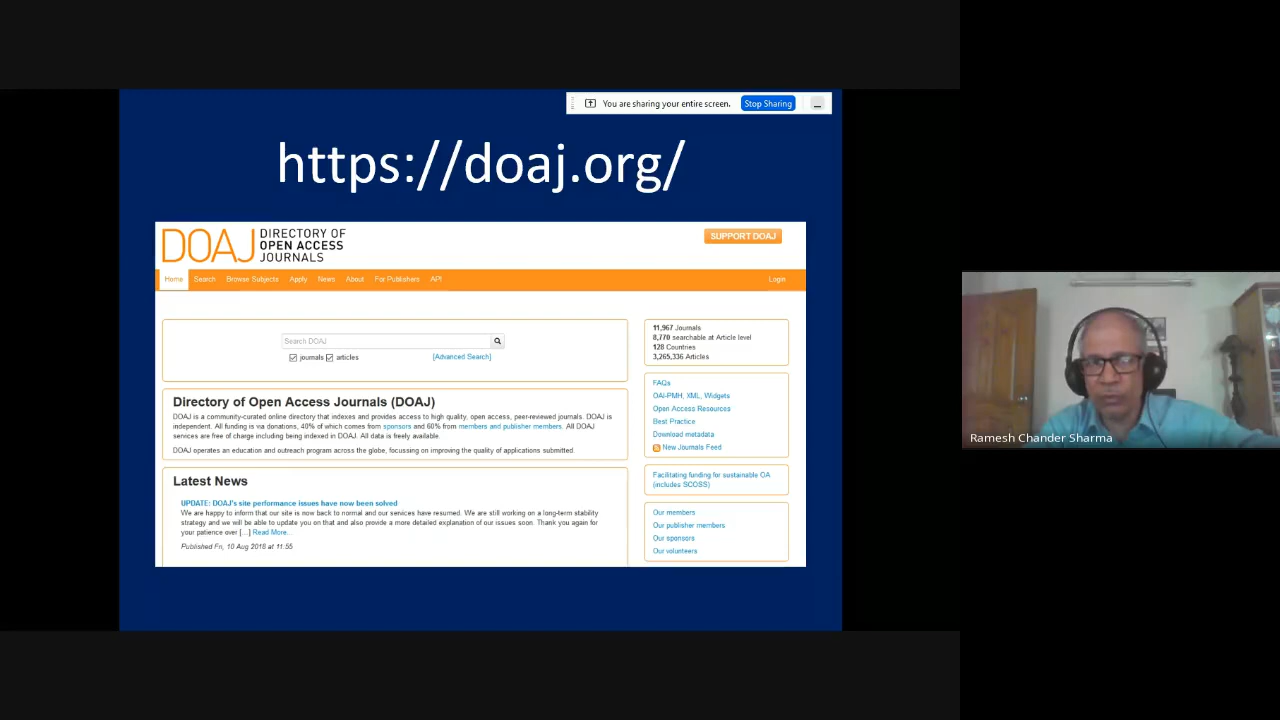 You are sharing your entire screen.
Stop Sharing
https://doaj.org/
DOAJ
DIRECTORY OF
OPEN ACCESS
JOURNALS
SUPPORT DOAJ
Home Search Browse Subjects Apply News About For Publishers API Login
Search DOAJ
journals articles [Advanced Search]
11,967 Journals
8,770 searchable at Article level
128 Countries
3,265,336 Articles
Directory of Open Access Journals (DOAJ)
DOAJ is a community-curated online directory that indexes and provides access to high quality, open access, peer-reviewed journals. DOAJ is
independent. All funding is via donations, 40% of which comes from sponsors and 60% from members and publisher members. All DOAJ
services are free of charge including being indexed in DOAJ. All data is freely available.
DOAJ operates an education and outreach program across the globe, focussing on improving the quality of applications submitted.
FAQs
OAI-PMH, XML, Widgets
Open Access Resources
Best Practice
Download metadata
New Journals Feed
Latest News
UPDATE: DOAJ's site performance issues have now been solved
We are happy to inform that our site is now back to normal and our services have resumed. We are still working on a long-term stability
strategy and we will be able to update you on that and also provide a more detailed explanation of our issues soon. Thank you again for
your patience over [...] Read More..
Published Fri, 10 Aug 2018 at 11:55
Facilitating funding for sustainable OA
(includes SCOSS)
Our members
Our publisher members
Our sponsors
Our volunteers
Ramesh Chander Sharma